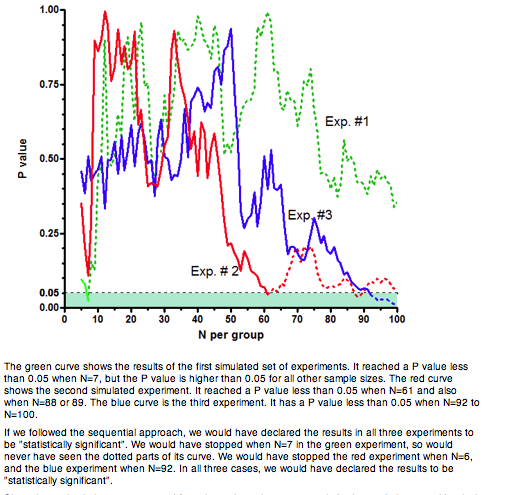 1.00
0.75
0.50
0.25
0.05
0.00
P value
Exp. #1
Exp. #3
Exp. # 2
0 10 20 30 40 50 60 70 80 90 100
N per group
The green curve shows the results of the first simulated set of experiments. It reached a P value less
than 0.05 when N=7, but the P value is higher than 0.05 for all other sample sizes. The red curve
shows the second simulated experiment. It reached a P value less than 0.05 when N=61 and also
when N=88 or 89. The blue curve is the third experiment. It has a P value less than 0.05 when N=92 to
N=100.
If we followed the sequential approach, we would have declared the results in all three experiments to
be "statistically significant". We would have stopped when N=7 in the green experiment, so would
never have seen the dotted parts of its curve. We would have stopped the red experiment when N=6,
and the blue experiment when N=92. In all three cases, we would have declared the results to be
"statistically significant".